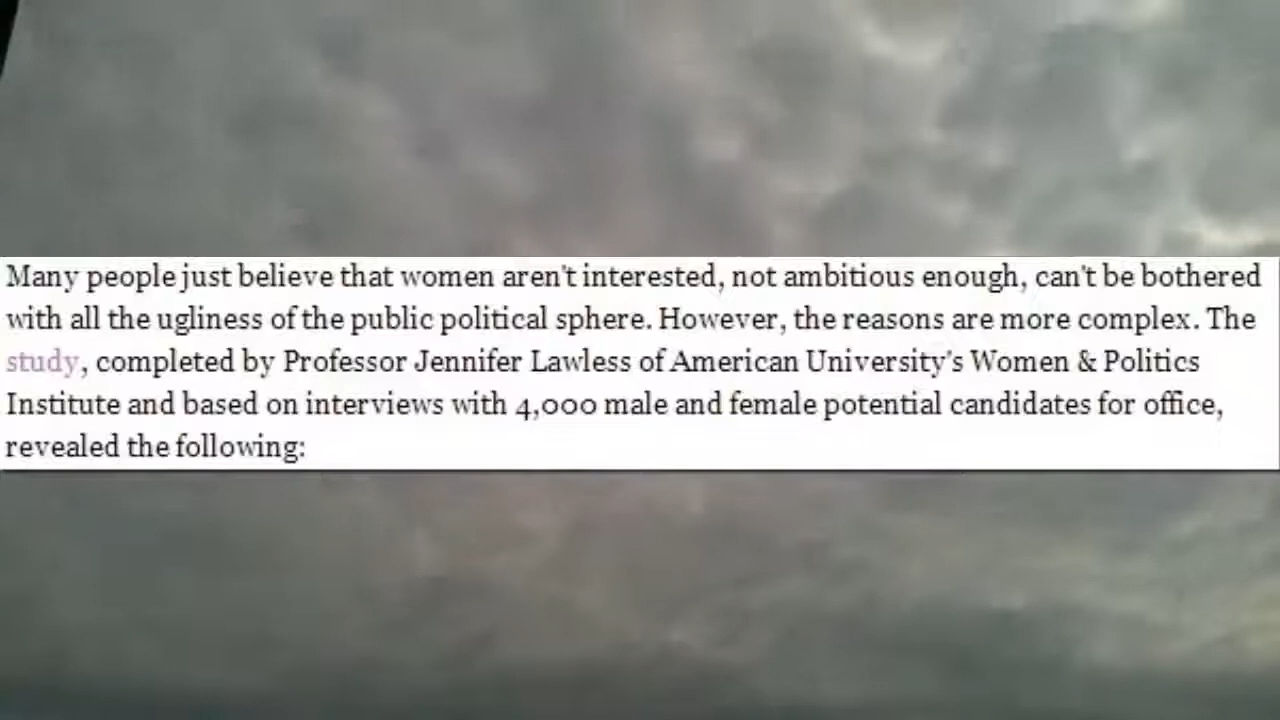 Many people just believe that women aren't interested, not ambitious enough, can't be bothered
with all the ugliness of the public political sphere. However, the reasons are more complex. The
study, completed by Professor Jennifer Lawless of American University's Women & Politics
Institute and based on interviews with 4,000 male and female potential candidates for office,
revealed the following: